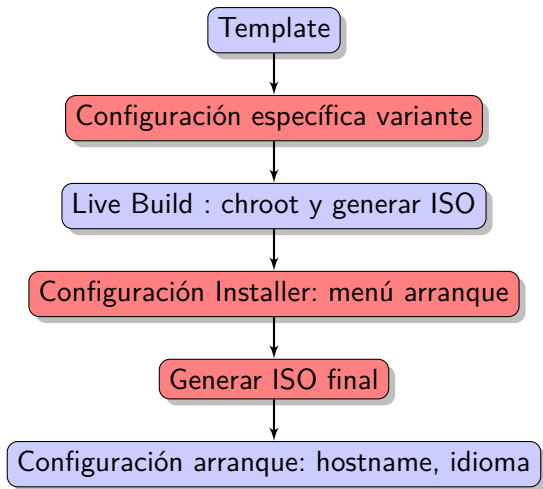 Template
Configuración específica variante
Live Build : chroot y generar ISO
Configuración Installer: menú arranque
Generar ISO final
Configuración arranque: hostname, idioma